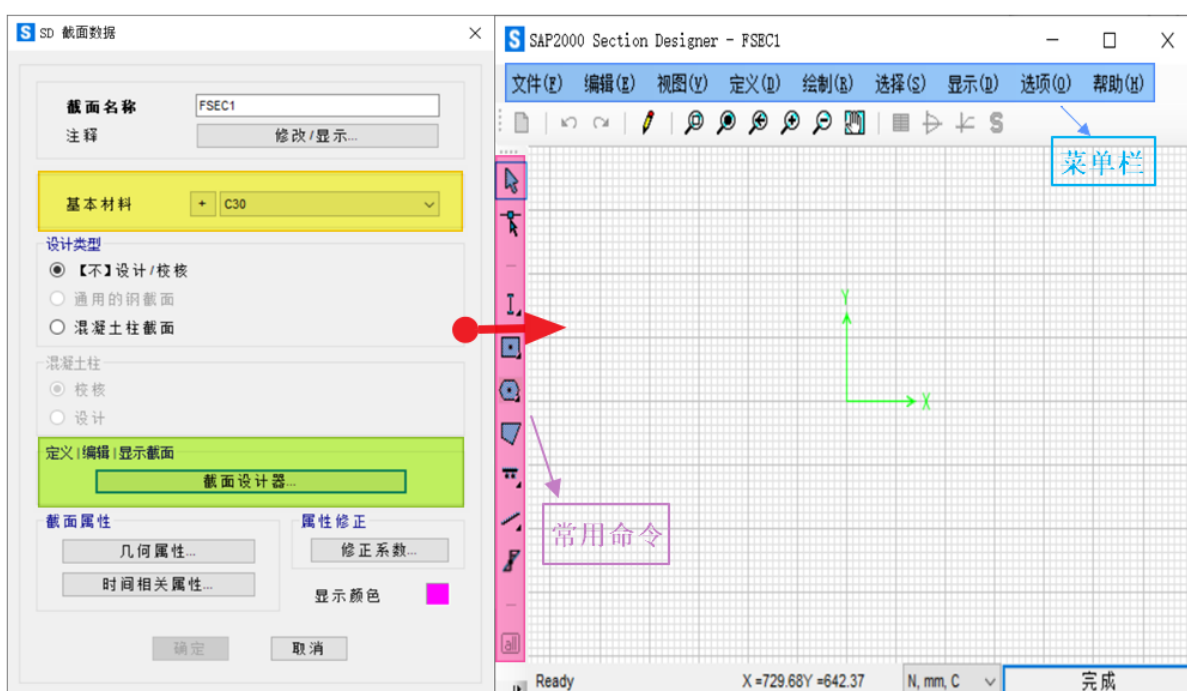 SD 截面数据
截面名称 FSEC1
注释 修改/显示...
基本材料 + C30
设计类型
【不】设计/校核
通用的钢截面
混凝土柱截面
混凝土柱
校核
设计
定义|编辑|显示截面
截面设计器...
截面属性
几何属性...
时间相关属性...
属性修正
修正系数...
显示颜色
确定 取消
SAP2000 Section Designer - FSEC1
文件(F) 编辑(E) 视图(V) 定义(D) 绘制(R) 选择(S) 显示(D) 选项(O) 帮助(H)
菜单栏
Y
X
常用命令
all
Ready X =729.68Y =642.37 N, mm, C 完成